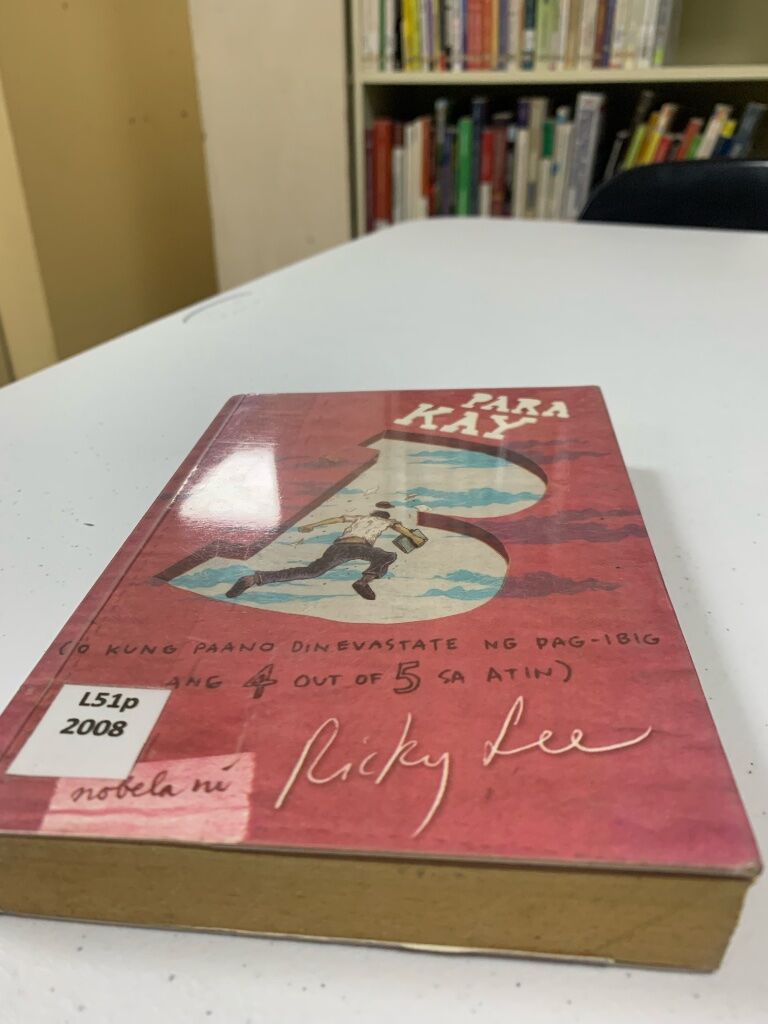 PARA
KAY
B
(O KUNG PAANO DINEVASTATE NG PAG-IBIG
ANG 4 OUT OF 5 SA ATIN)
L51p
2008
nobela ni
Ricky Lee